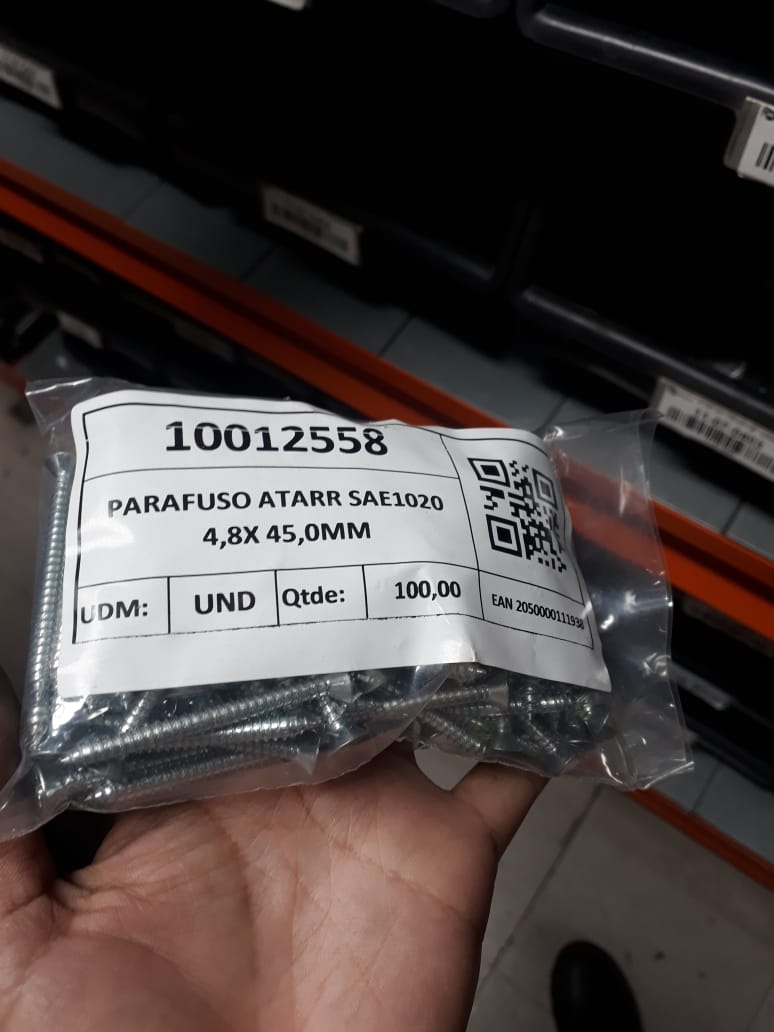 10012558
PARAFUSO ATARR SAE1020
4,8X 45,0MM
UDM: UND Qtde: 100,00
EAN 2050000111938